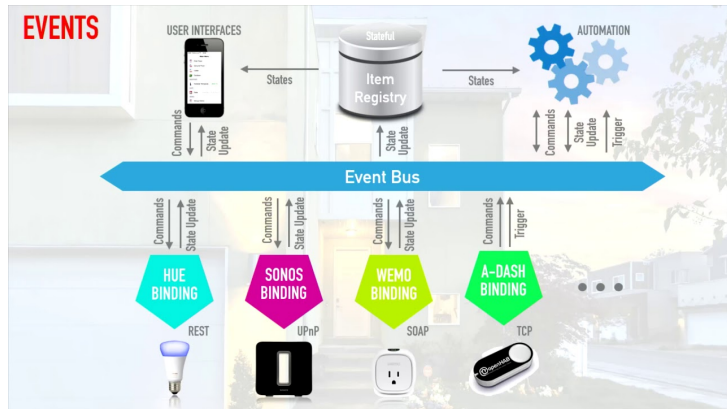 EVENTS
USER INTERFACES
AUTOMATION
Stateful
Item
Registry
States
States
Commands
State
Update
State
Update
Commands
State
Update
Trigger
Event Bus
Commands
State Update
Commands
State Update
Commands
State Update
Commands
Trigger
HUE
BINDING
SONOS
BINDING
WEMO
BINDING
A-DASH
BINDING
REST
UPnP
SOAP
TCP
openHAB